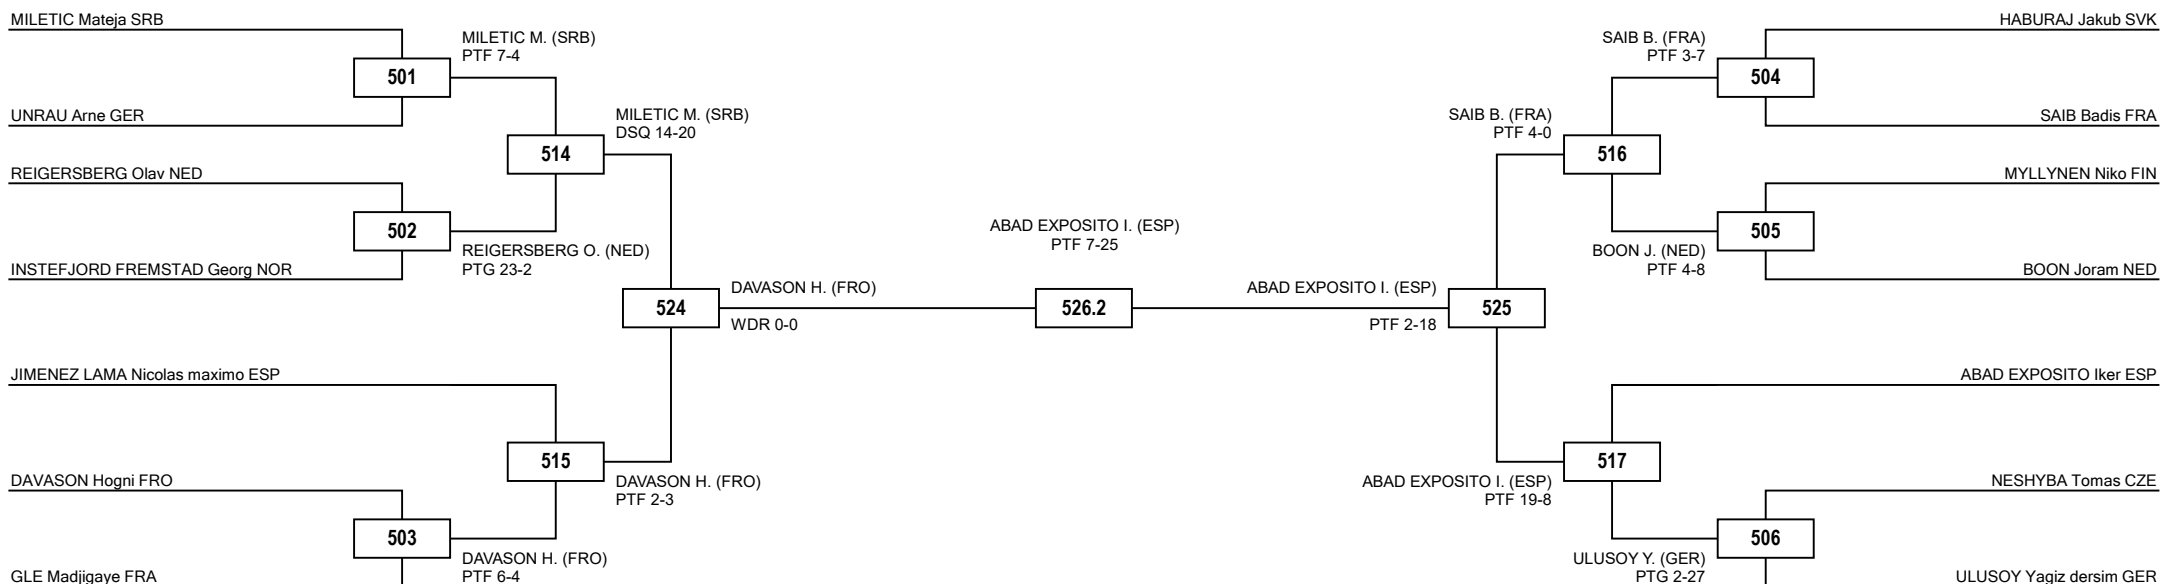 MILETIC Mateja SRB
HABURAJ Jakub SVK
MILETIC M. (SRB)
PTF 7-4
SAIB B. (FRA)
PTF 3-7
501
504
UNRAU Arne GER
MILETIC M. (SRB)
DSQ 14-20
SAIB B. (FRA)
PTF 4-0
SAIB Badis FRA
514
516
REIGERSBERG Olav NED
MYLLYNEN Niko FIN
502
505
ABAD EXPOSITO I. (ESP)
PTF 7-25
REIGERSBERG O. (NED)
PTG 23-2
BOON J. (NED)
PTF 4-8
INSTEFJORD FREMSTAD Georg NOR
BOON Joram NED
DAVASON H. (FRO)
ABAD EXPOSITO I. (ESP)
524
526.2
525
WDR 0-0
PTF 2-18
JIMENEZ LAMA Nicolas maximo ESP
ABAD EXPOSITO Iker ESP
515
517
DAVASON Hogni FRO
DAVASON H. (FRO)
PTF 2-3
ABAD EXPOSITO I. (ESP)
PTF 19-8
NESHYBA Tomas CZE
503
506
DAVASON H. (FRO)
PTF 6-4
ULUSOY Y. (GER)
PTG 2-27
GLE Madjigaye FRA
ULUSOY Yagiz dersim GER